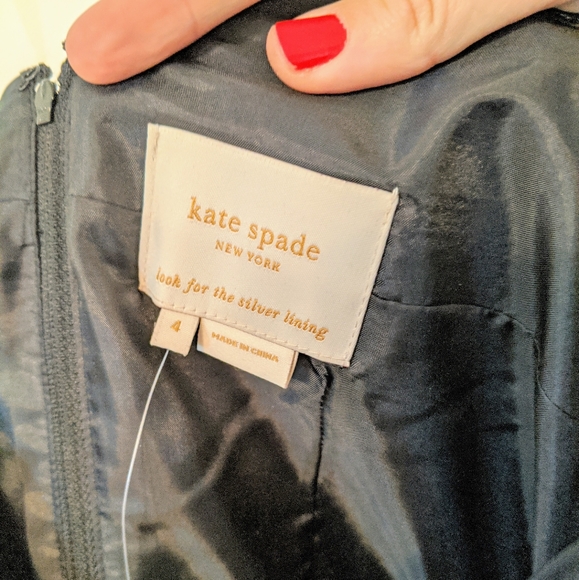 kate spade
NEW YORK
look for the silver lining
4
MADE IN CHINA